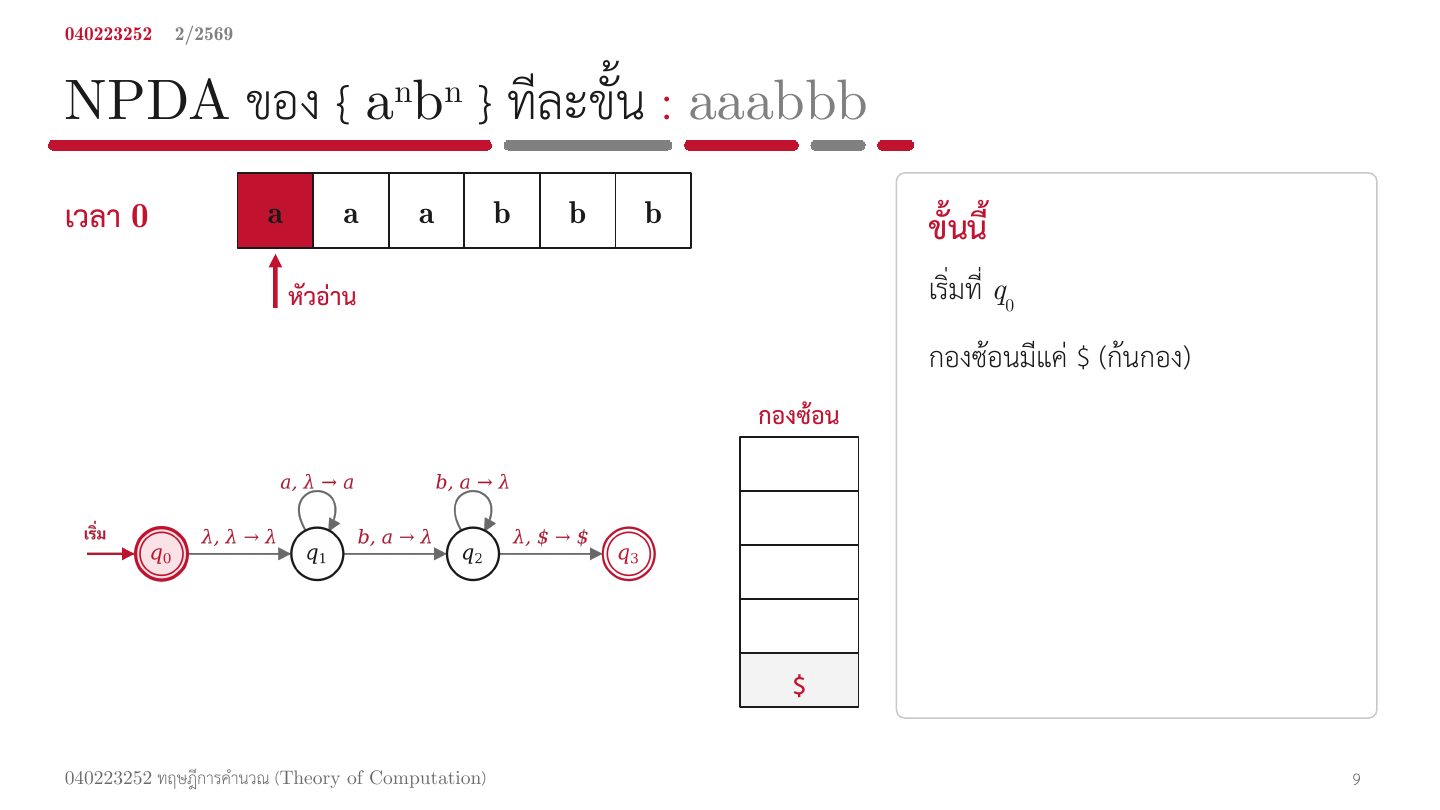 040223252 2/2569
NPDA ของ { aⁿbⁿ } ทีละขั้น : aaabbb
เวลา 0
a a a b b b
หัวอ่าน
ขั้นนี้
เริ่มที่ q₀
กองซ้อนมีแค่ $ (ก้นกอง)
กองซ้อน
$
a, λ → a b, a → λ
เริ่ม λ, λ → λ b, a → λ λ, $ → $
q₀ q₁ q₂ q₃
040223252 ทฤษฎีการคำนวณ (Theory of Computation) 9